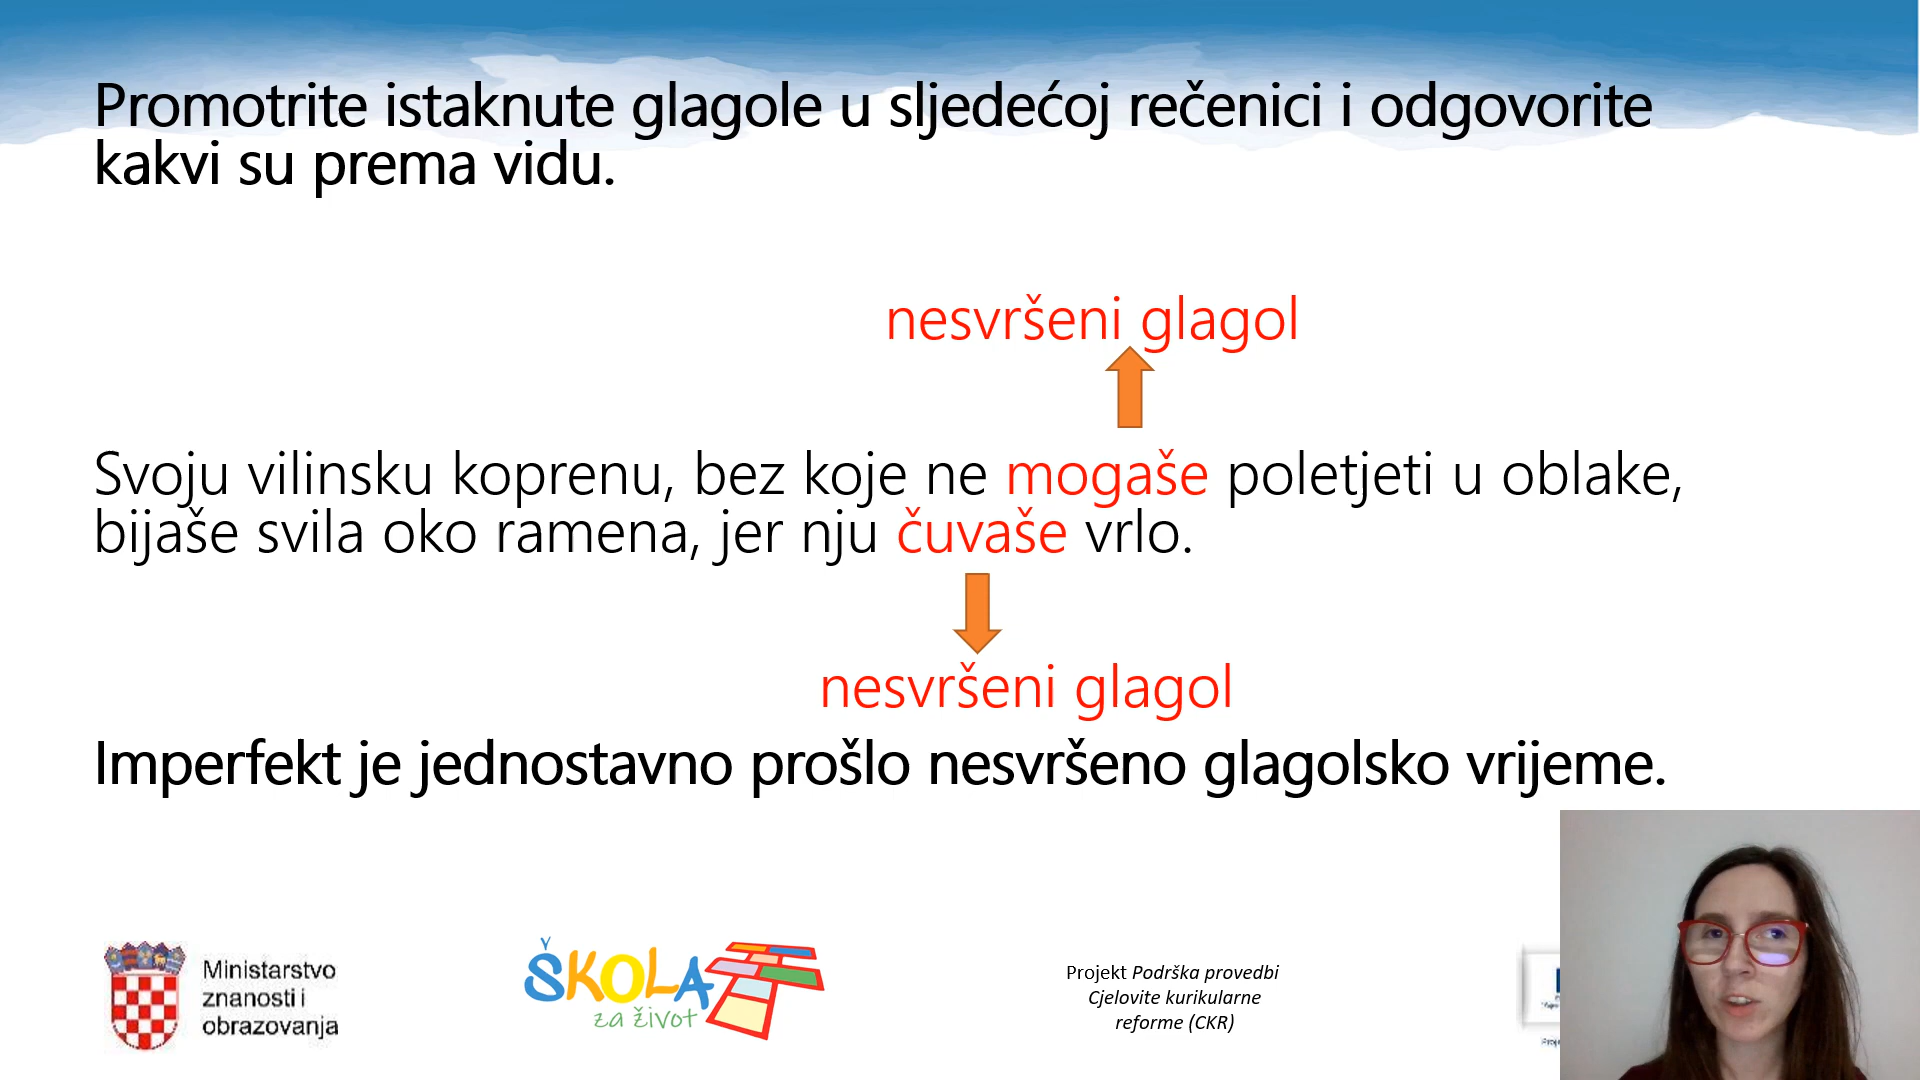 Promotrite istaknute glagole u sljedećoj rečenici i odgovorite
kakvi su prema vidu.
nesvršeni glagol
Svoju vilinsku koprenu, bez koje ne mogaše poletjeti u oblake,
bijaše svila oko ramena, jer nju čuvaše vrlo.
nesvršeni glagol
Imperfekt je jednostavno prošlo nesvršeno glagolsko vrijeme.
Ministarstvo
znanosti i
obrazovanja
ŠKOLA
za život
Projekt Podrška provedbi
Cjelovite kurikularne
reforme (CKR)